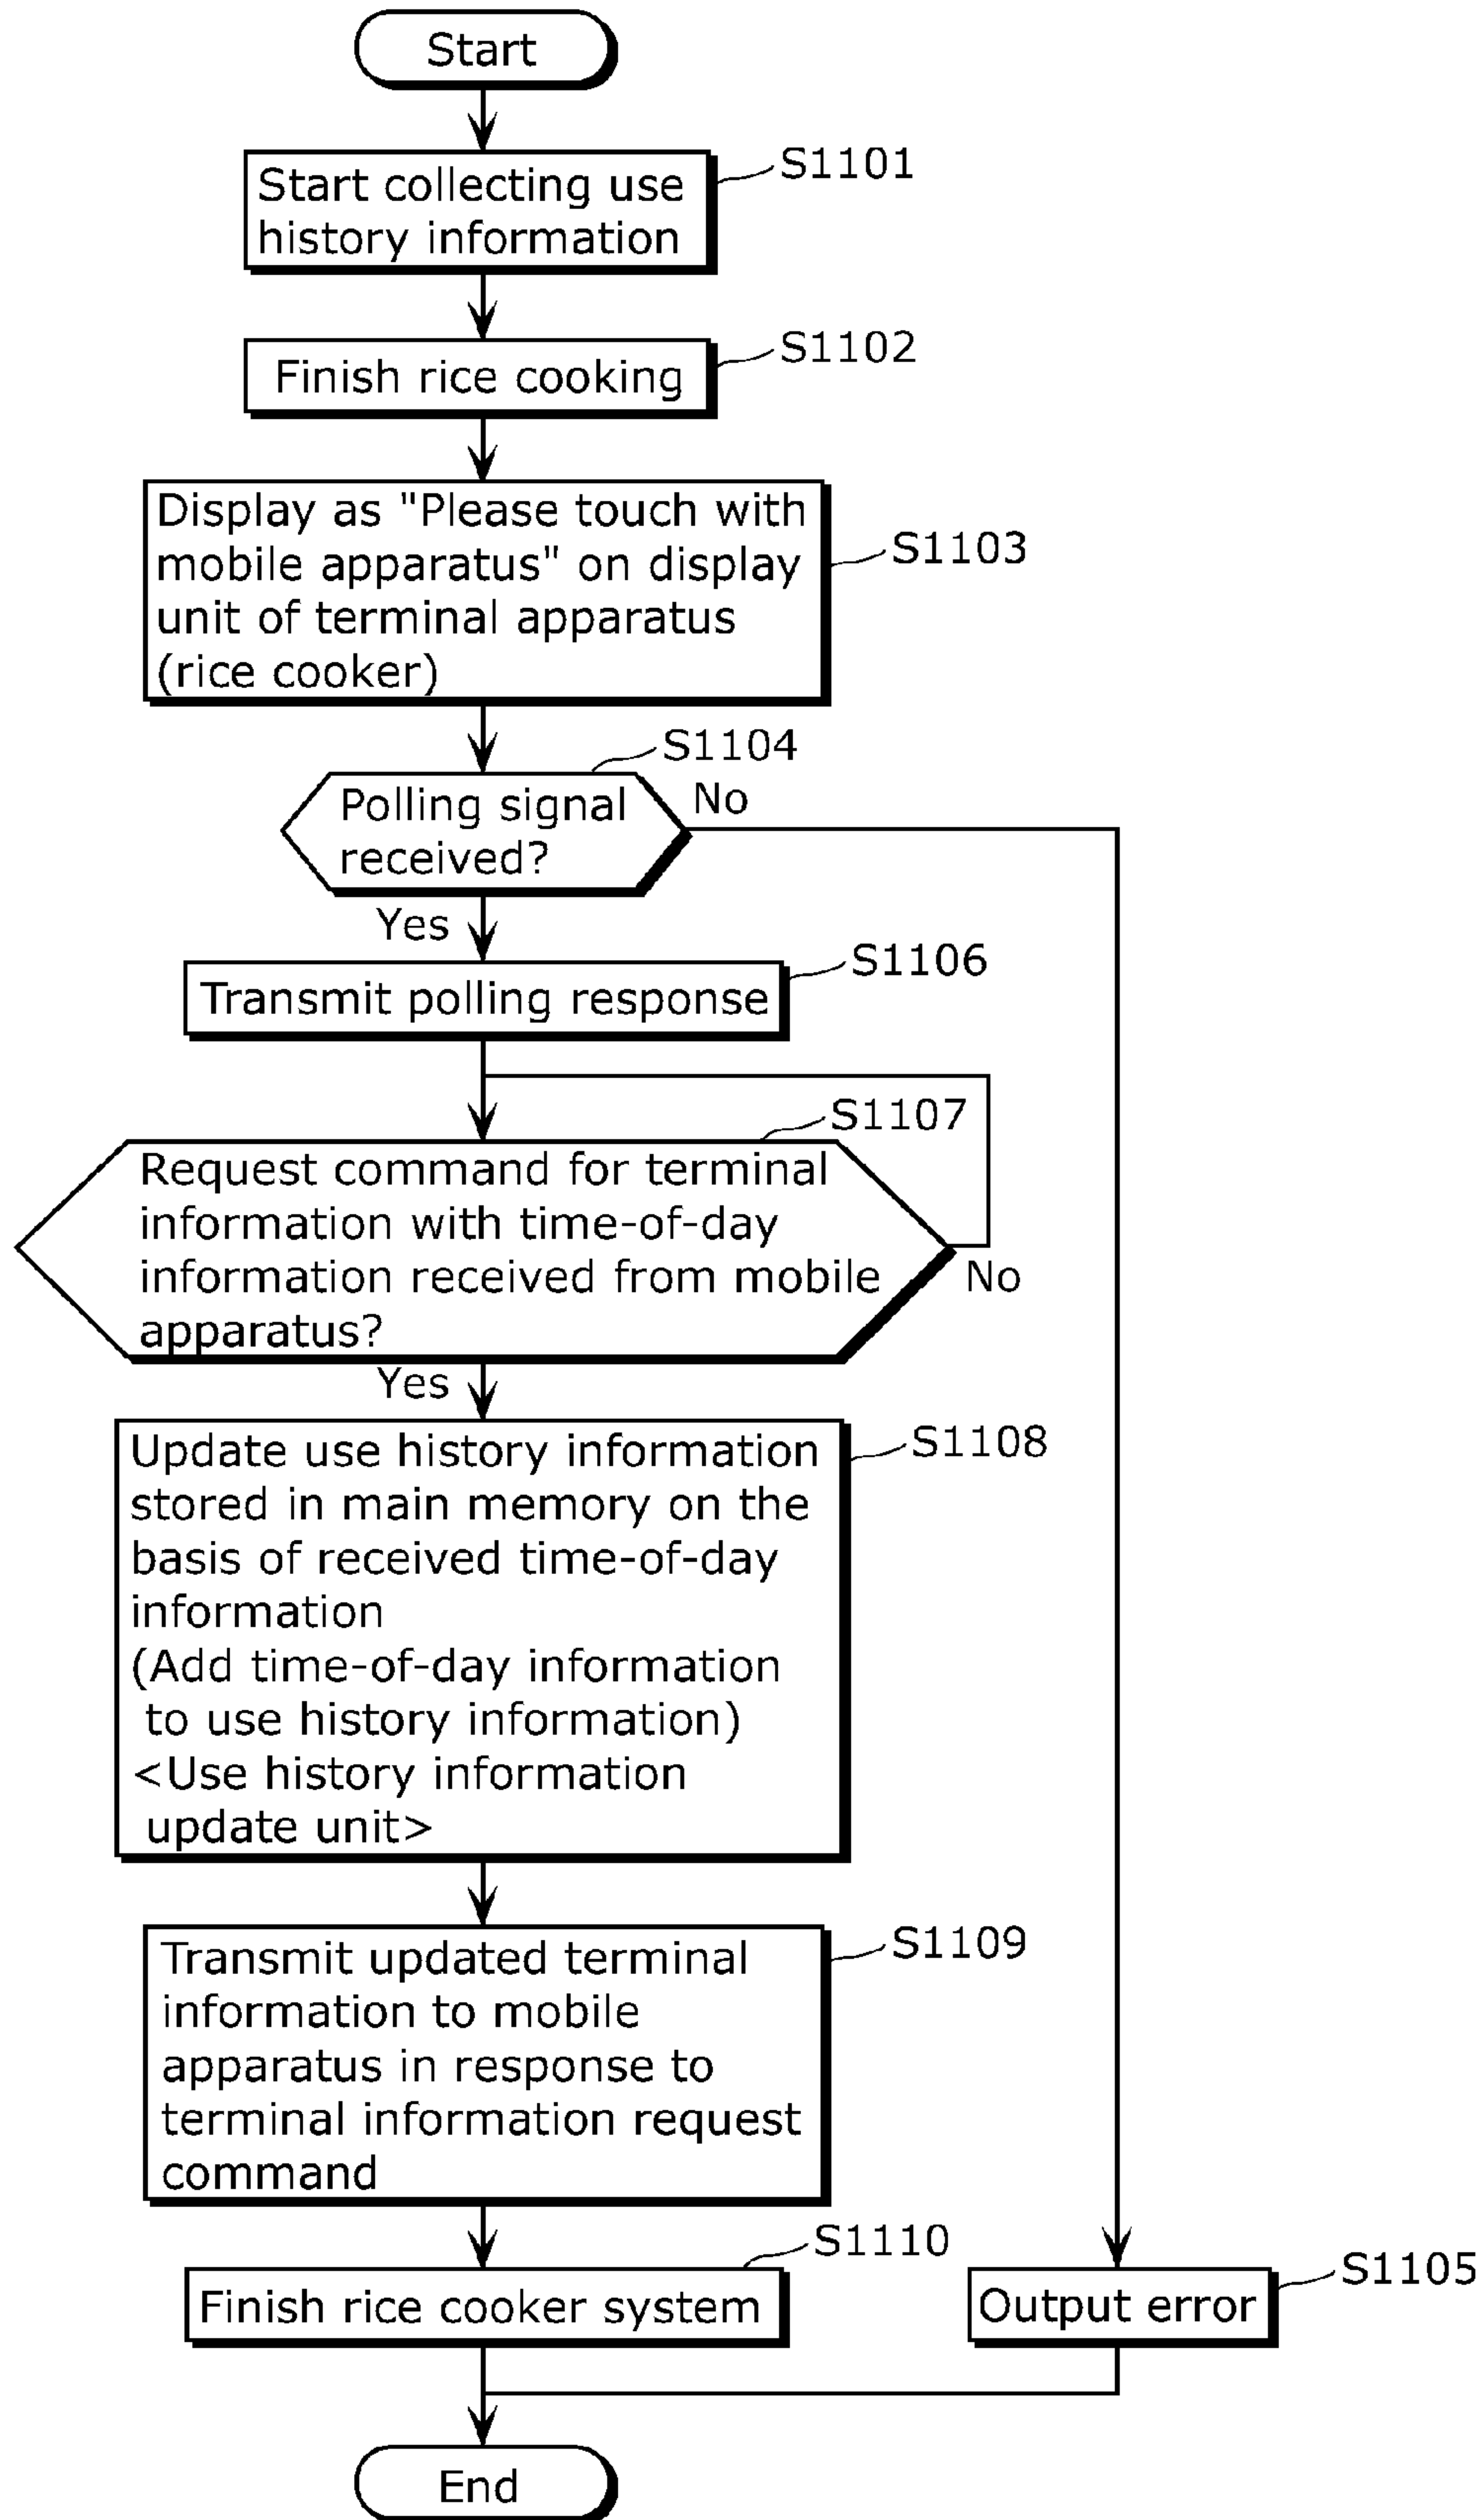 Start
S1101
Start collecting use
history information
S1102
Finish rice cooking
Display as "Please touch with
mobile apparatus" on display
unit of terminal apparatus
(rice cooker)
S1103
S1104
Polling signal
received?
No
Yes
S1106
Transmit polling response
S1107
Request command for terminal
information with time-of-day
information received from mobile
apparatus?
No
Yes
Update use history information
stored in main memory on the
basis of received time-of-day
information
(Add time-of-day information
to use history information)
<Use history information
update unit>
S1108
Transmit updated terminal
information to mobile
apparatus in response to
terminal information request
command
S1109
S1110
Finish rice cooker system
S1105
Output error
End